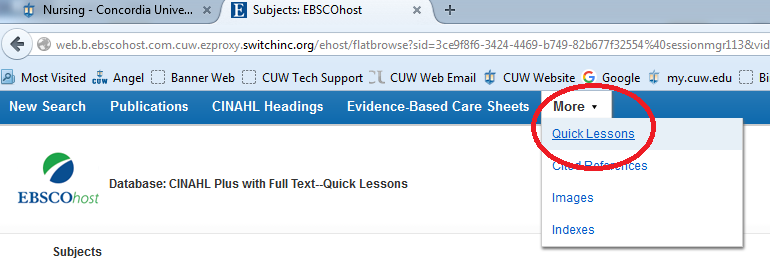 Nursing - Concordia Unive...
Subjects: EBSCOhost
web.b.ebscohost.com.cuw.ezproxy.switchinc.org/ehost/flatbrowse?sid=3ce9f8f6-3424-4469-b749-82b677f32554%40sessionmgr113&vid
Most Visited CUW Angel Banner Web CUW Tech Support CUW Web Email CUW Website Google my.cuw.edu Bi
New Search Publications CINAHL Headings Evidence-Based Care Sheets More
Quick Lessons
Cited References
Images
Indexes
EBSCOhost
Database: CINAHL Plus with Full Text--Quick Lessons
Subjects